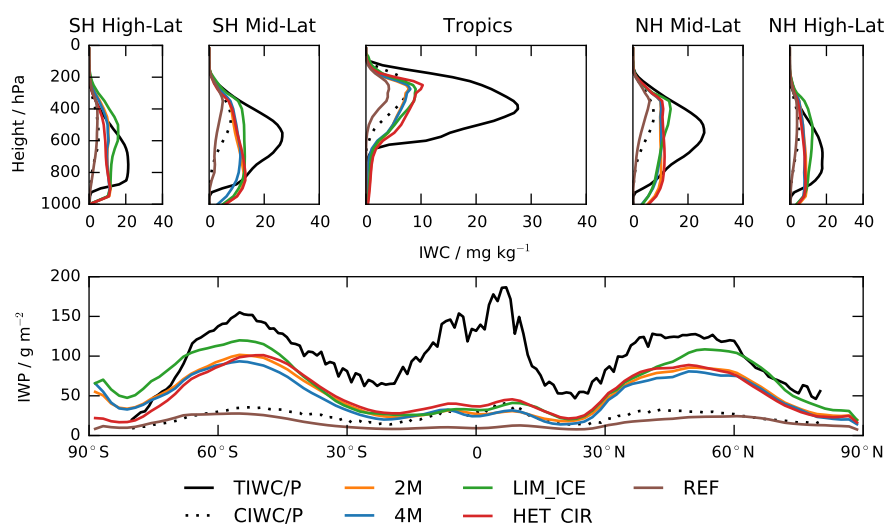 SH High-Lat SH Mid-Lat Tropics NH Mid-Lat NH High-Lat
Height / hPa
0
200
400
600
800
1000
0 20 40 0 20 40 0 10 20 30 40 0 20 40 0 20 40
IWC / mg kg⁻¹
IWP / g m⁻²
200
150
100
50
0
90°S 60°S 30°S 0 30°N 60°N 90°N
TIWC/P 2M LIM_ICE REF
CIWC/P 4M HET_CIR